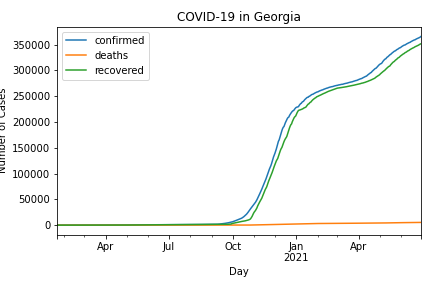 COVID-19 in Georgia
confirmed
deaths
recovered
350000
300000
250000
200000
150000
100000
50000
0
Number of Cases
Apr
Jul
Oct
Jan
2021
Apr
Day